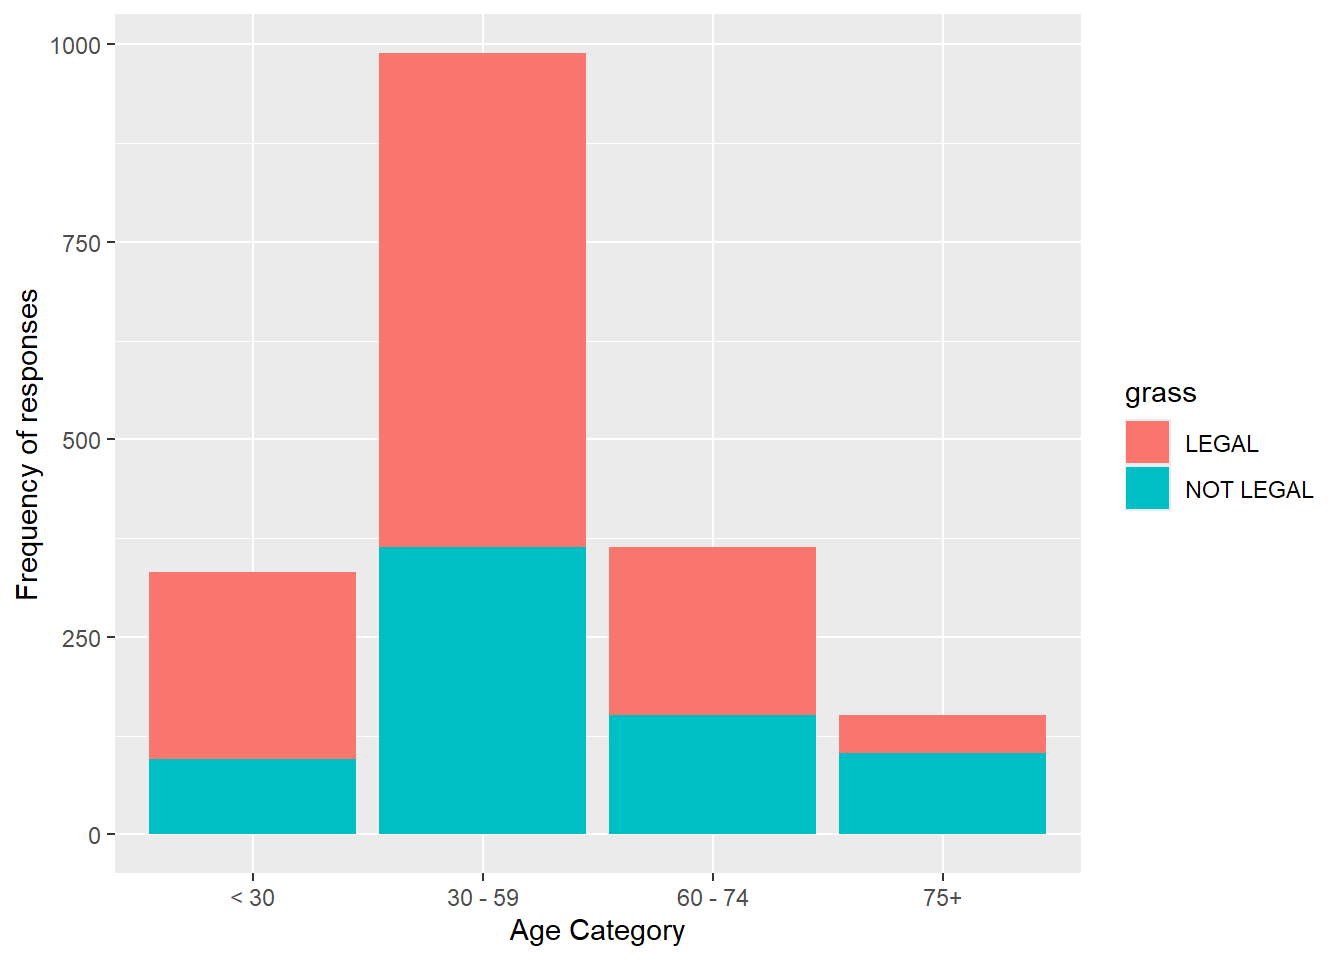 1000
750
500
250
0
Frequency of responses
< 30
30 - 59
60 - 74
75+
Age Category
grass
LEGAL
NOT LEGAL